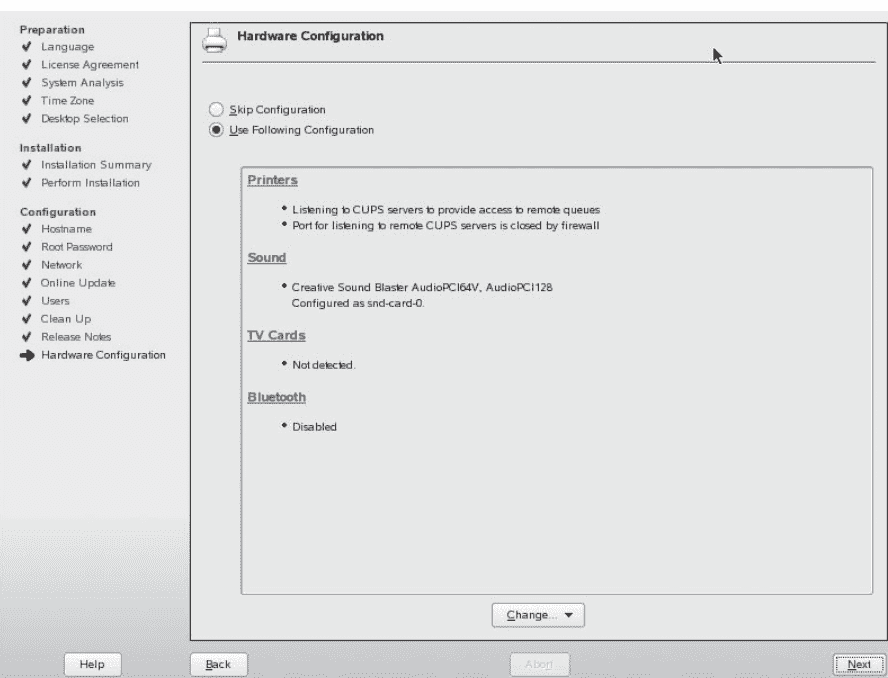 Preparation
Language
License Agreement
System Analysis
Time Zone
Desktop Selection
Installation
Installation Summary
Perform Installation
Configuration
Hostname
Root Password
Network
Online Update
Users
Clean Up
Release Notes
Hardware Configuration
Hardware Configuration
Skip Configuration
Use Following Configuration
Printers
• Listening to CUPS servers to provide access to remote queues
• Port for listening to remote CUPS servers is closed by firewall
Sound
• Creative Sound Blaster AudioPCI64V, AudioPCI128
Configured as snd-card-0.
TV Cards
• Not detected.
Bluetooth
• Disabled
Change...
Help
Back
Abort
Next